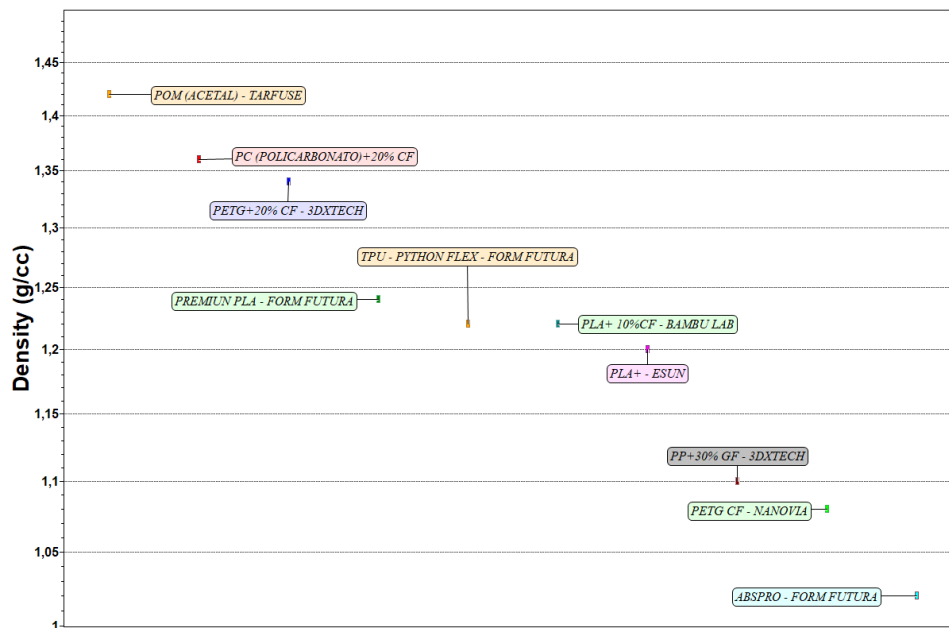 Density (g/cc)
1,45
1,4
1,35
1,3
1,25
1,2
1,15
1,1
1,05
1
POM (ACETAL) - TARFUSE
PC (POLICARBONATO)+20% CF
PETG+20% CF - 3DXTECH
TPU - PYTHON FLEX - FORM FUTURA
PREMIUN PLA - FORM FUTURA
PLA+ 10%CF - BAMBU LAB
PLA+ - ESUN
PP+30% GF - 3DXTECH
PETG CF - NANOVIA
ABSPRO - FORM FUTURA